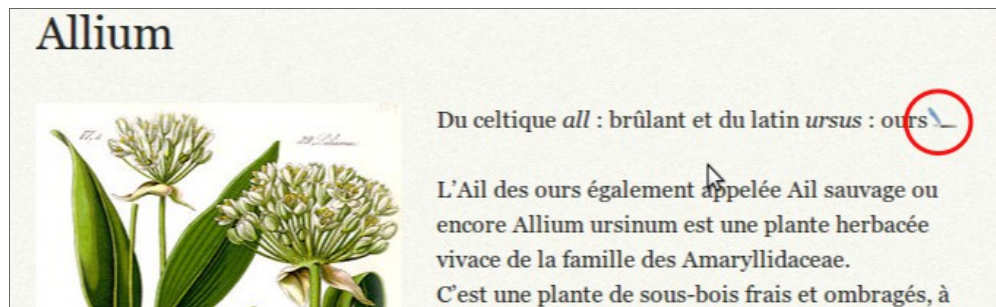 Allium
Du celtique all : brûlant et du latin ursus : ours
L’Ail des ours également appelée Ail sauvage ou
encore Allium ursinum est une plante herbacée
vivace de la famille des Amaryllidaceae.
C’est une plante de sous-bois frais et ombragés, à